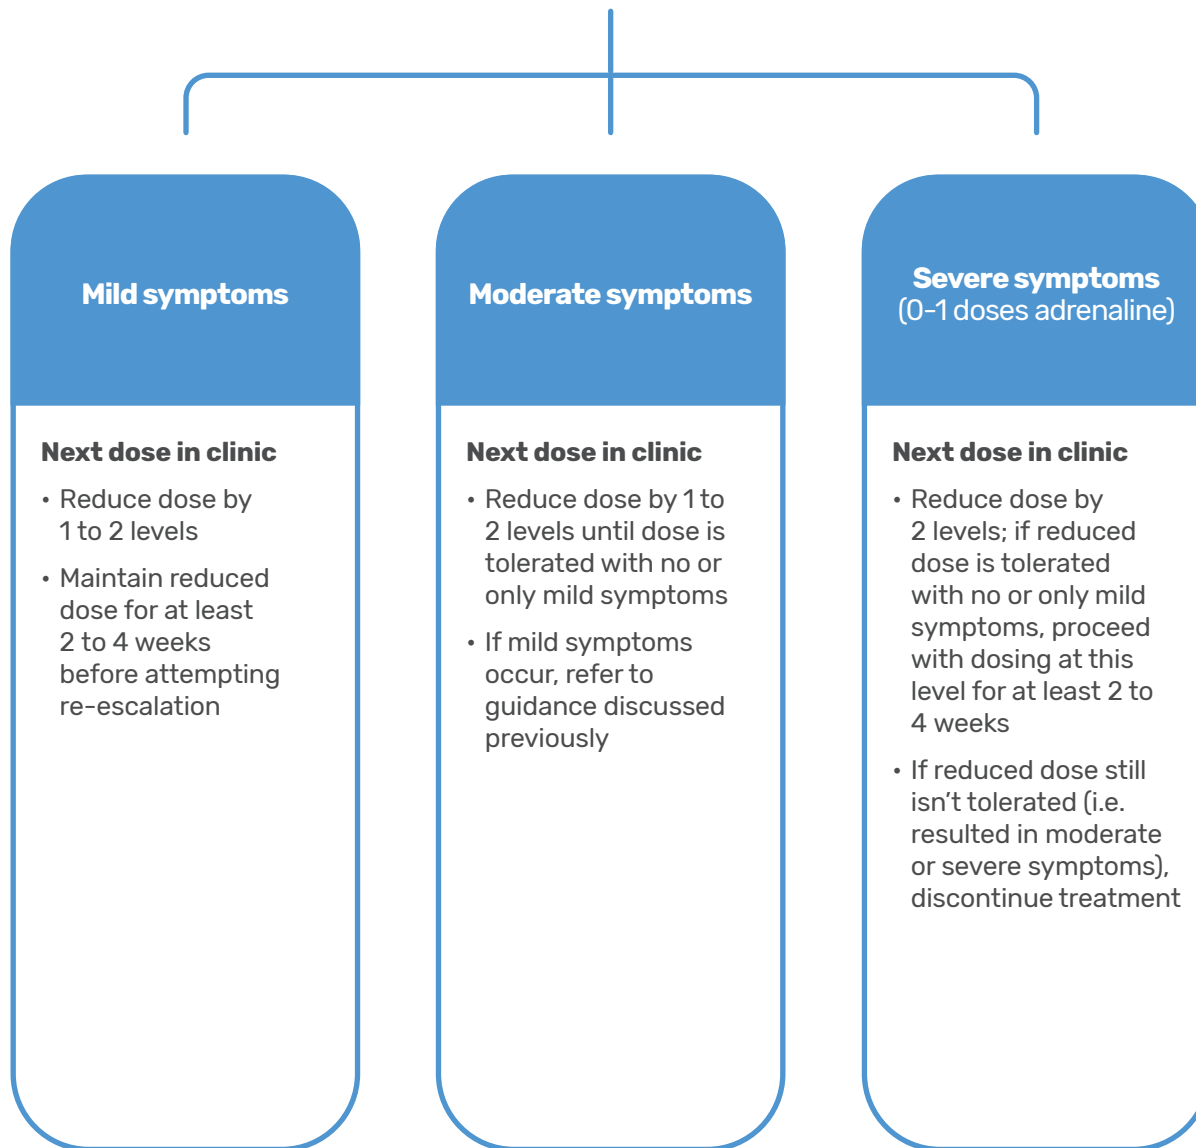 Mild symptoms
Next dose in clinic
• Reduce dose by
1 to 2 levels
• Maintain reduced
dose for at least
2 to 4 weeks
before attempting
re-escalation
Moderate symptoms
Next dose in clinic
• Reduce dose by 1 to
2 levels until dose is
tolerated with no or
only mild symptoms
• If mild symptoms
occur, refer to
guidance discussed
previously
Severe symptoms
(0-1 doses adrenaline)
Next dose in clinic
• Reduce dose by
2 levels; if reduced
dose is tolerated
with no or only mild
symptoms, proceed
with dosing at this
level for at least 2 to
4 weeks
• If reduced dose still
isn’t tolerated (i.e.
resulted in moderate
or severe symptoms),
discontinue treatment